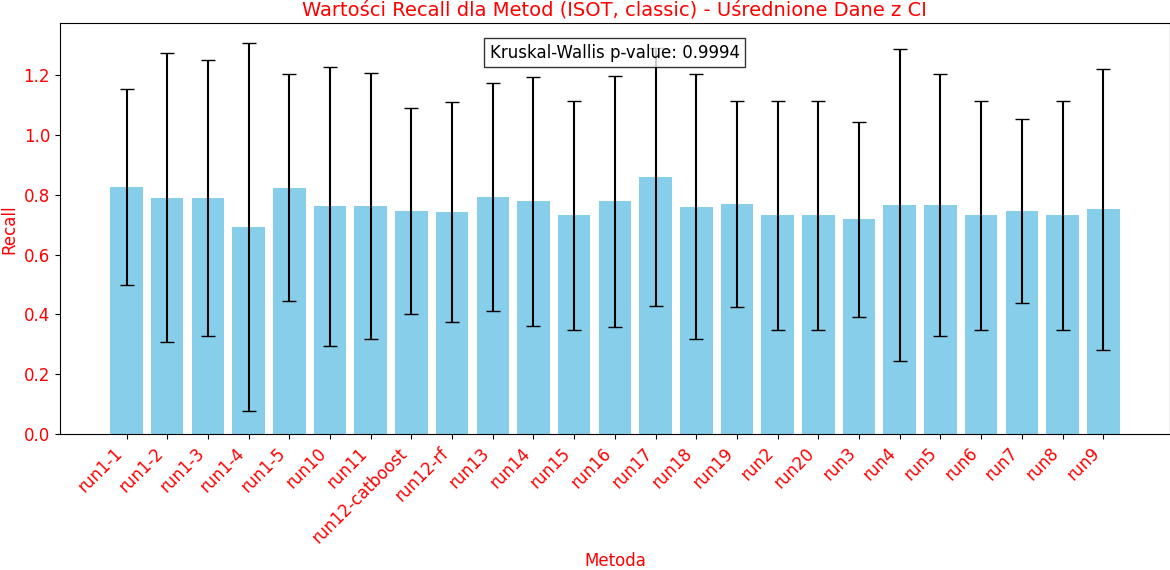 Wartości Recall dla Metod (ISOT, classic) - Uśrednione Dane z CI
Kruskal-Wallis p-value: 0.9994
1.2
1.0
0.8
0.6
0.4
0.2
0.0
Recall
run1-1
run1-2
run1-3
run1-4
run1-5
run10
run11
run12-catboost
run12-rf
run13
run14
run15
run16
run17
run18
run19
run2
run20
run3
run4
run5
run6
run7
run8
run9
Metoda